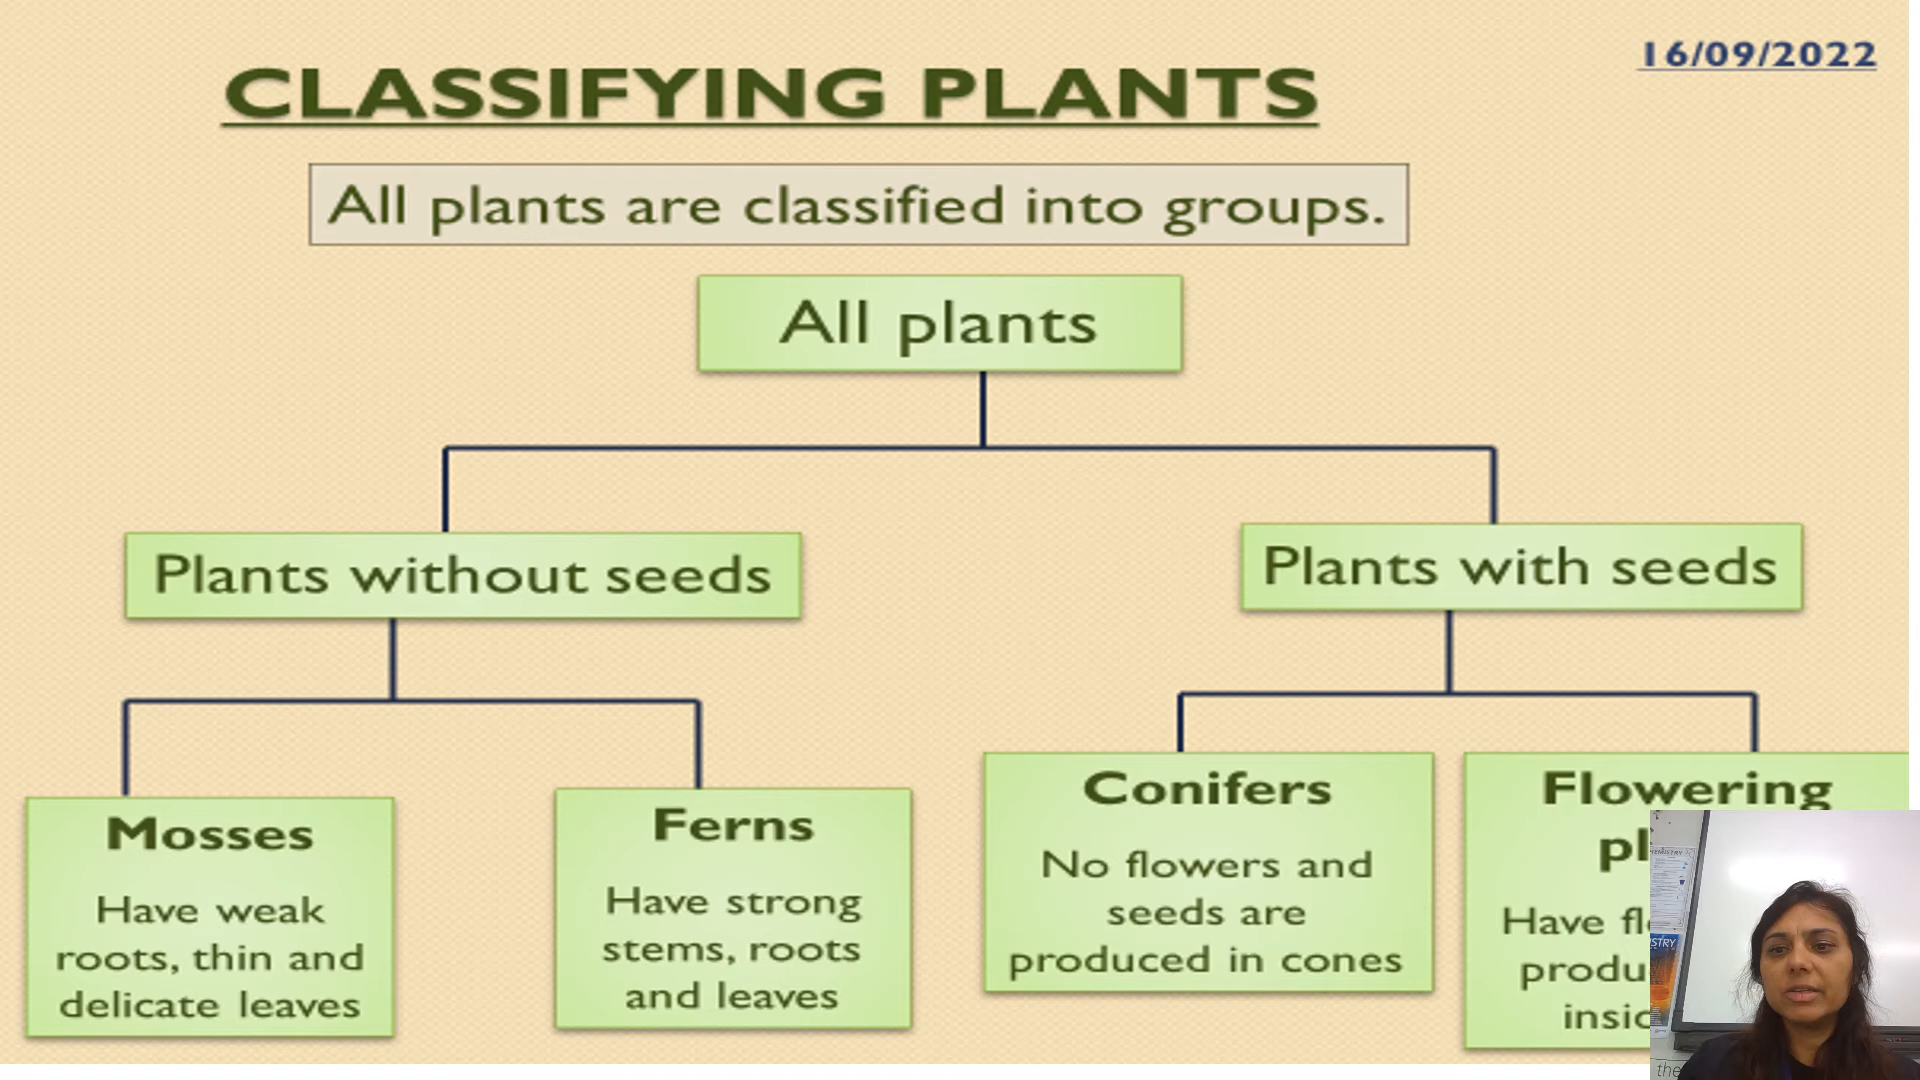 16/09/2022
CLASSIFYING PLANTS
All plants are classified into groups.
All plants
Plants without seeds
Plants with seeds
Mosses
Have weak
roots, thin and
delicate leaves
Ferns
Have strong
stems, roots
and leaves
Conifers
No flowers and
seeds are
produced in cones
Flowering
Have
the